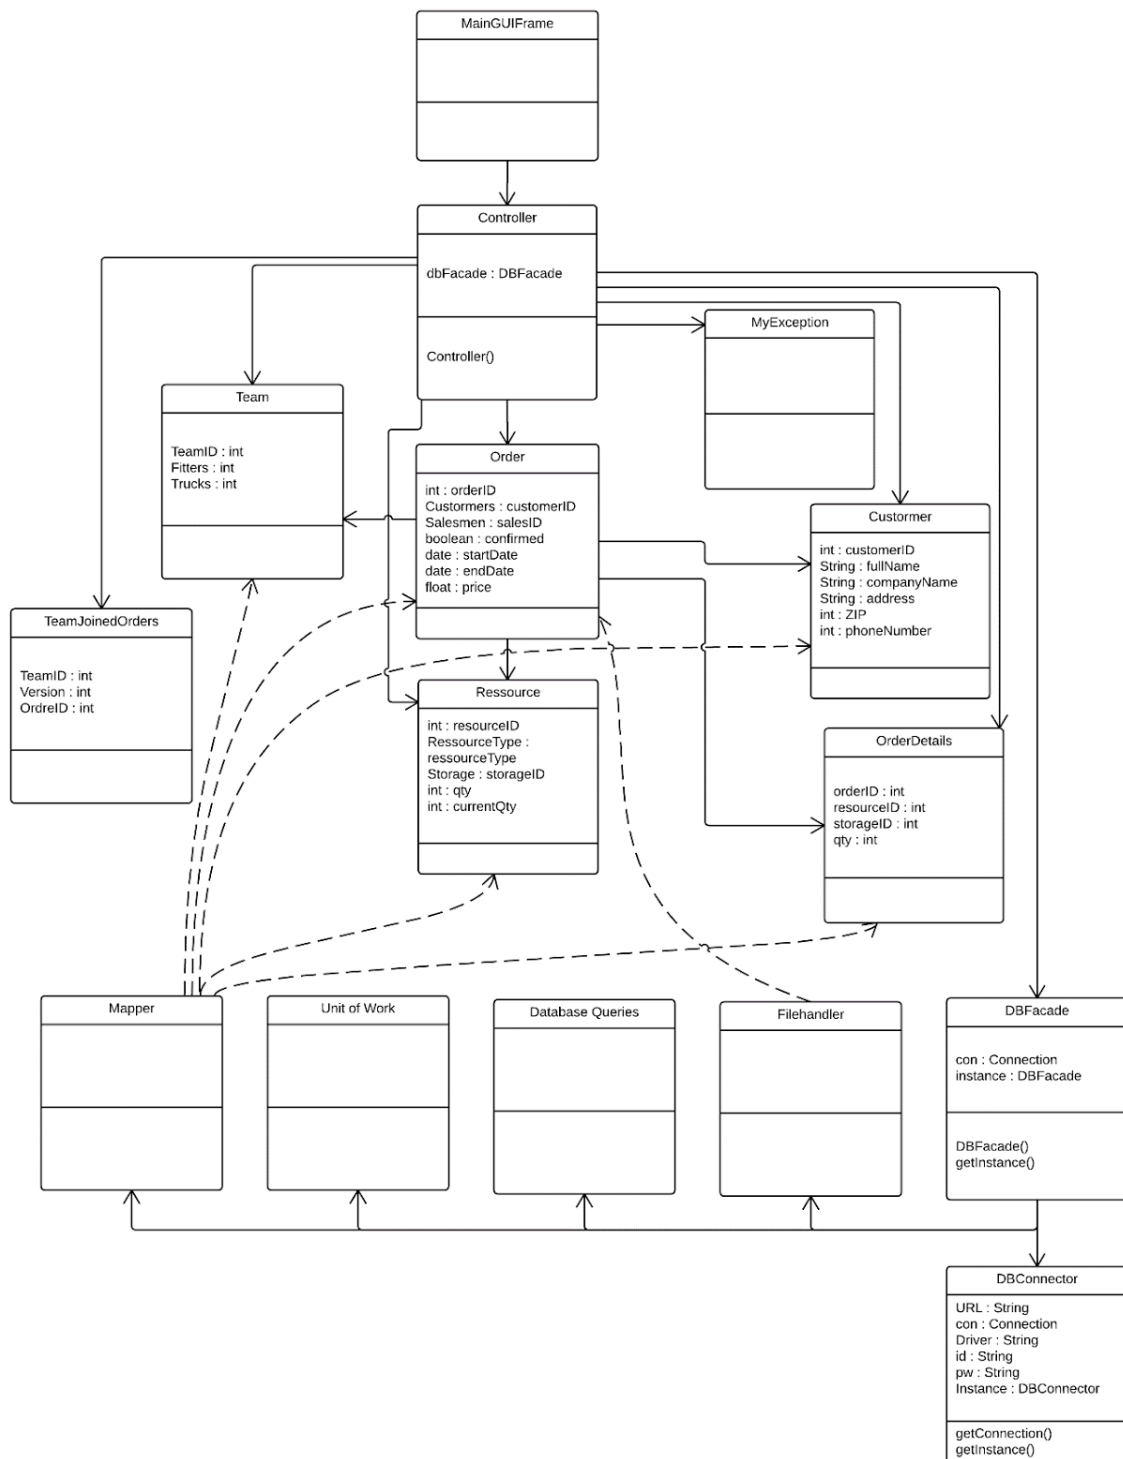 MainGUIFrame
Controller
dbFacade : DBFacade
Controller()
MyException
Team
TeamID : int
Fitters : int
Trucks : int
Order
int : orderID
Custormers : customerID
Salesmen : salesID
boolean : confirmed
date : startDate
date : endDate
float : price
Custormer
int : customerID
String : fullName
String : companyName
String : address
int : ZIP
int : phoneNumber
TeamJoinedOrders
TeamID : int
Version : int
OrdreID : int
Ressource
int : resourceID
RessourceType :
ressourceType
Storage : storageID
int : qty
int : currentQty
OrderDetails
orderID : int
resourceID : int
storageID : int
qty : int
Mapper
Unit of Work
Database Queries
Filehandler
DBFacade
con : Connection
instance : DBFacade
DBFacade()
getInstance()
DBConnector
URL : String
con : Connection
Driver : String
id : String
pw : String
Instance : DBConnector
getConnection()
getInstance()